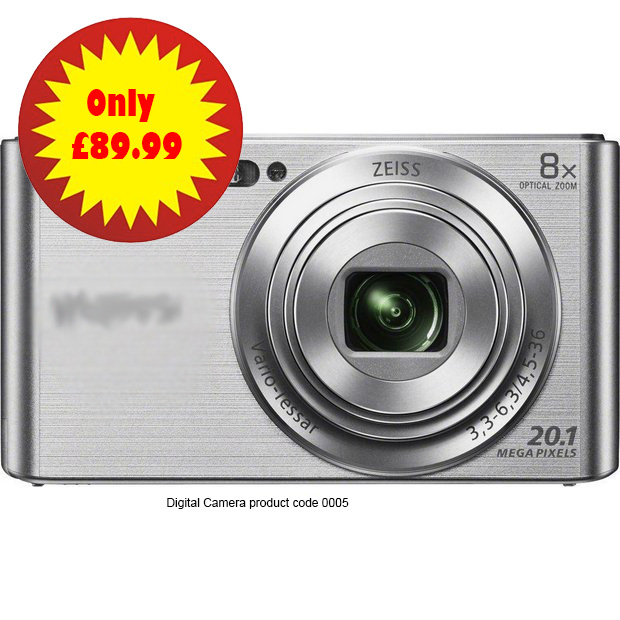 Only
£89.99
ZEISS
8x
OPTICAL ZOOM
Vario-Tessar
3,3-6,3/4,5-36
20.1
MEGA PIXELS
Digital Camera product code 0005